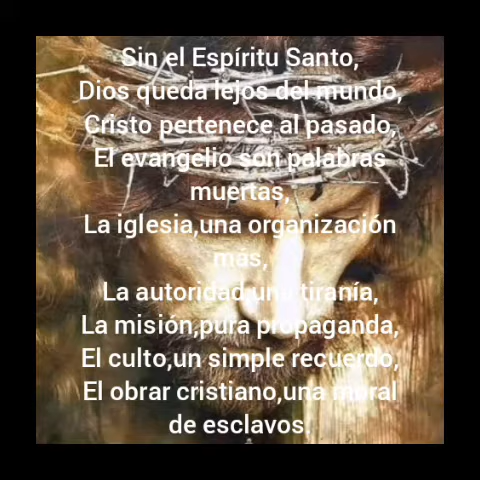 Sin el Espíritu Santo,
Dios queda lejos del mundo,
Cristo pertenece al pasado,
El evangelio son palabras
muertas,
La iglesia,una organización
más,
La autoridad,una tiranía,
La misión,pura propaganda,
El culto,un simple recuerdo,
El obrar cristiano,una moral
de esclavos.